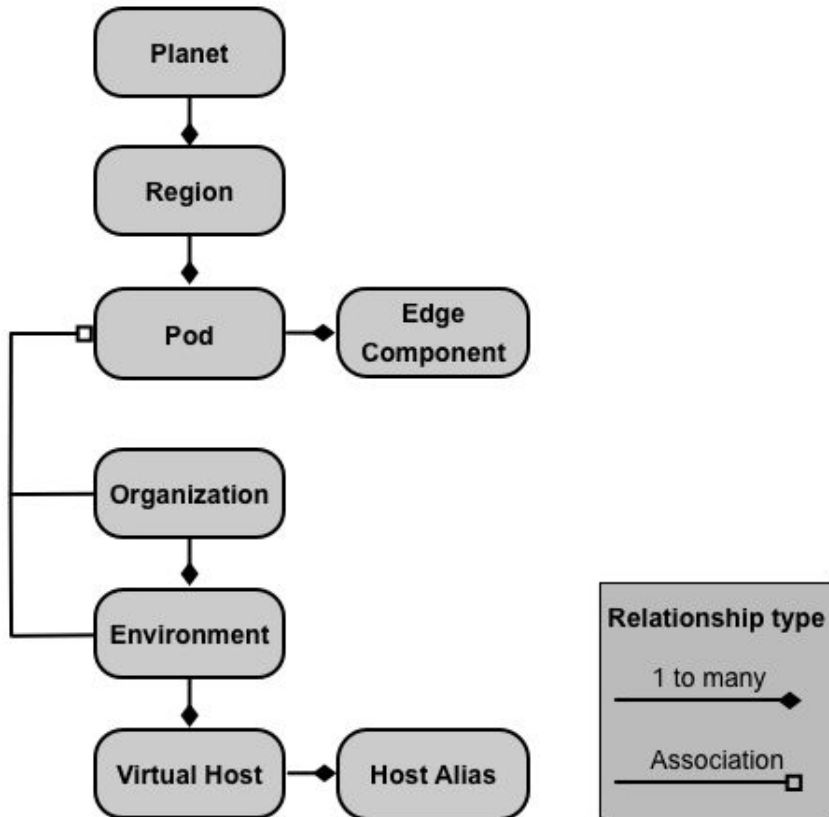 Planet
Region
Pod
Edge
Component
Organization
Environment
Virtual Host
Host Alias
Relationship type
1 to many
Association